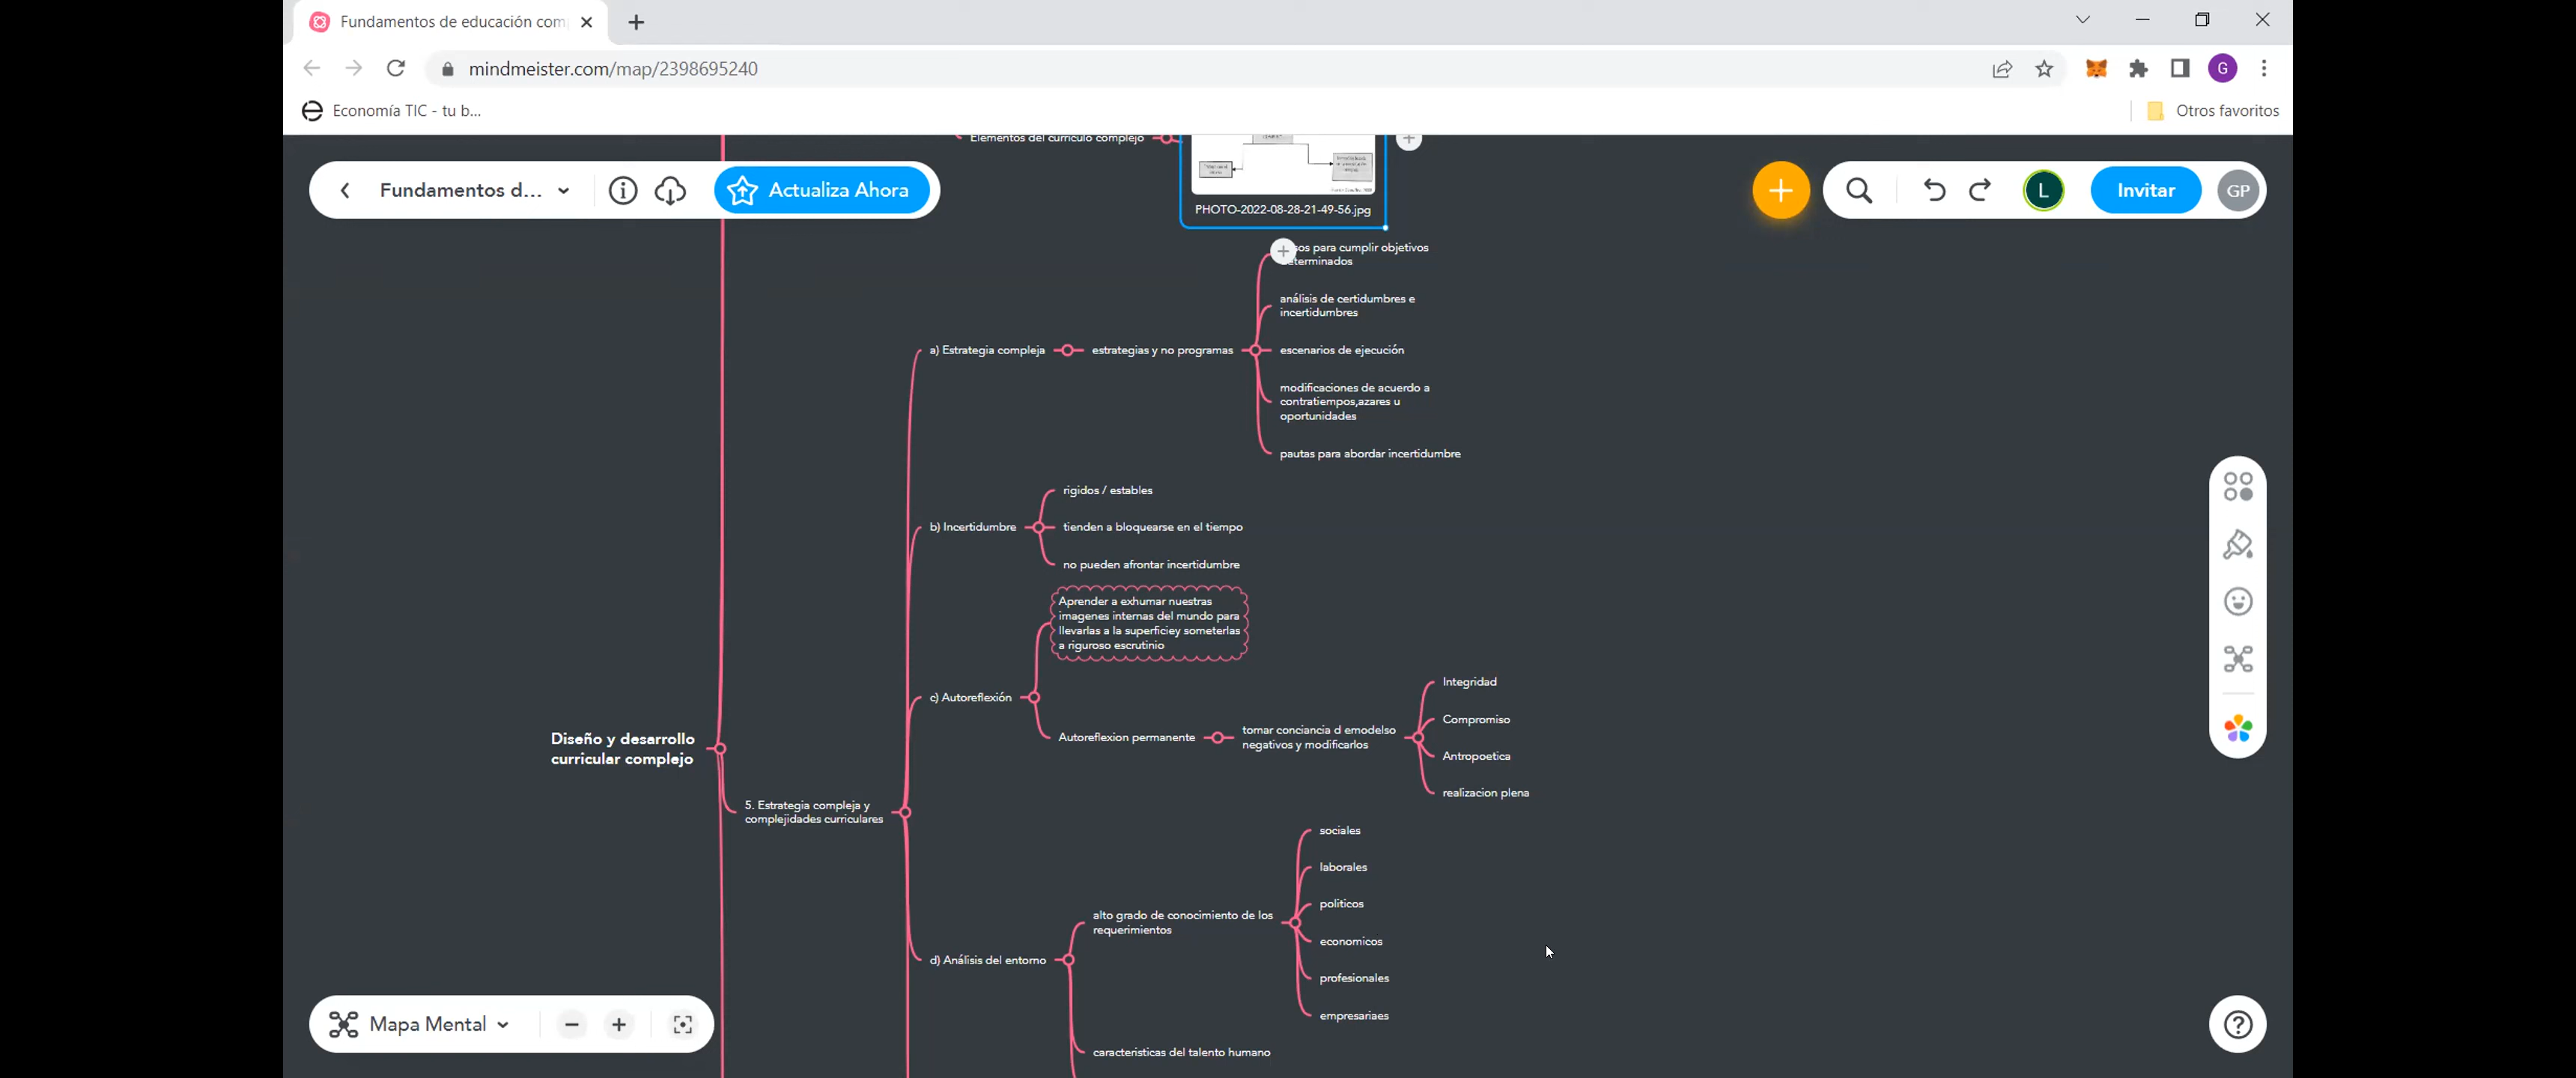 Fundamentos de educación com
mindmeister.com/map/2398695240
G
Economía TIC - tu b...
Otros favoritos
Elementos del curriculo complejo
Fundamentos d...
Actualiza Ahora
PHOTO-2022-08-28-21-49-56.jpg
L
Invitar
GP
para cumplir objetivos
análisis de certidumbres e
incertidumbres
a) Estrategia compleja
estrategias y no programas
escenarios de ejecución
modificaciones de acuerdo a
contratiempos,azares u
oportunidades
pautas para abordar incertidumbre
rigidos / estables
b) Incertidumbre
tienden a bloquearse en el tiempo
no pueden afrontar incertidumbre
Aprender a exhumar nuestras
imagenes internas del mundo para
llevarlas a la superficiey someterlas
a riguroso escrutinio
c) Autoreflexión
Autoreflexion permanente
tomar conciancia d emodelso
negativos y modificarlos
Integridad
Compromiso
Antropoetica
realizacion plena
Diseño y desarrollo
curricular complejo
5. Estrategia compleja y
complejidades curriculares
sociales
laborales
politicos
economicos
profesionales
empresariaes
alto grado de conocimiento de los
requerimientos
d) Análisis del entorno
caracteristicas del talento humano
Mapa Mental